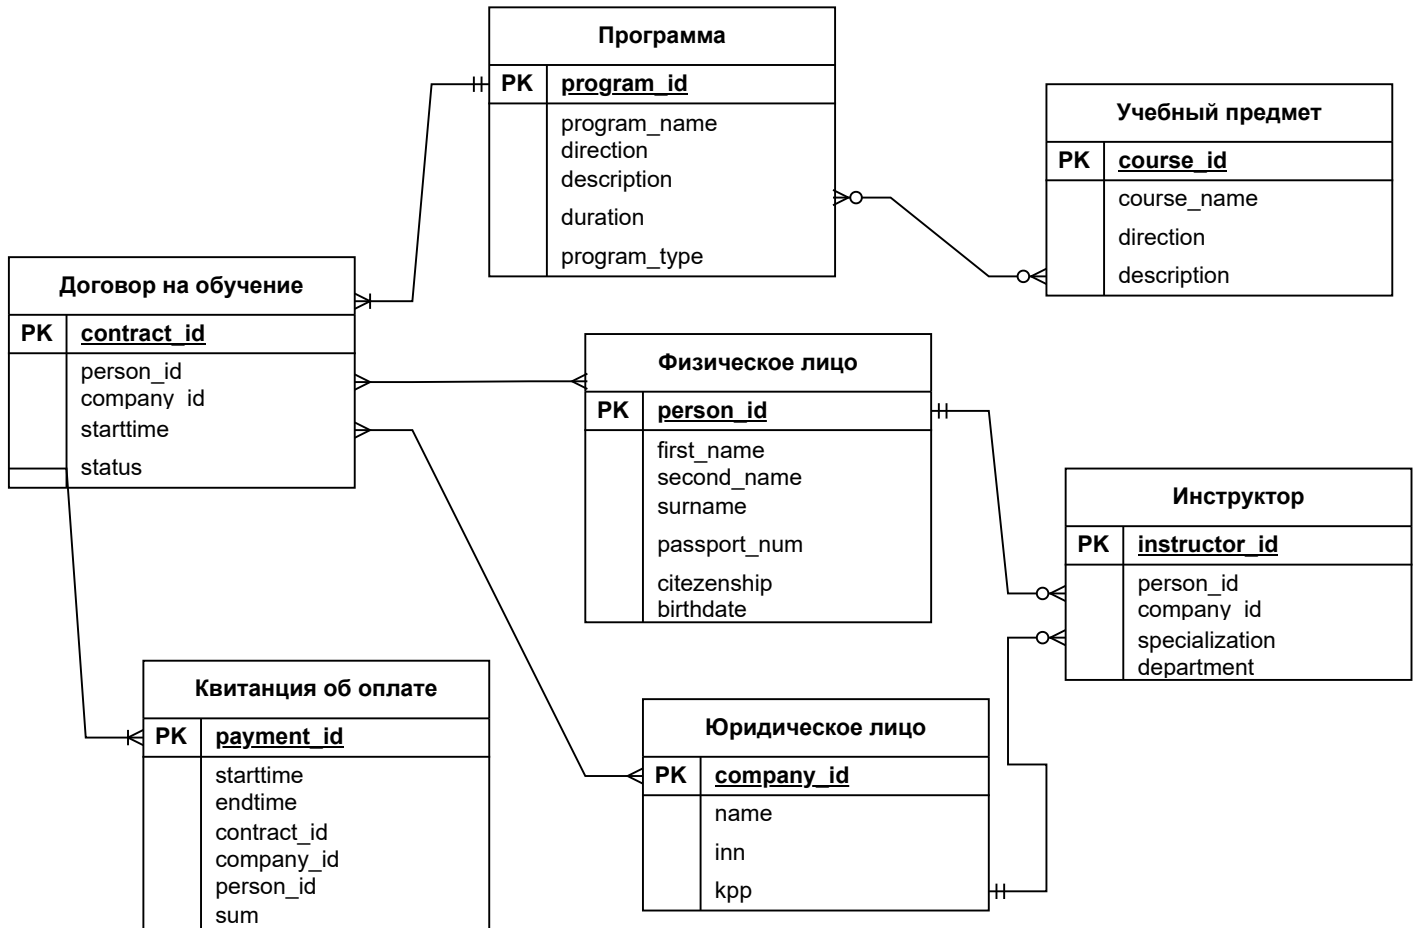 Программа
PK program_id
program_name
direction
description
duration
program_type
Учебный предмет
PK course_id
course_name
direction
description
Договор на обучение
PK contract_id
person_id
company_id
starttime
status
Физическое лицо
PK person_id
first_name
second_name
surname
passport_num
citezenship
birthdate
Инструктор
PK instructor_id
person_id
company_id
specialization
department
Квитанция об оплате
PK payment_id
starttime
endtime
contract_id
company_id
person_id
sum
Юридическое лицо
PK company_id
name
inn
kpp